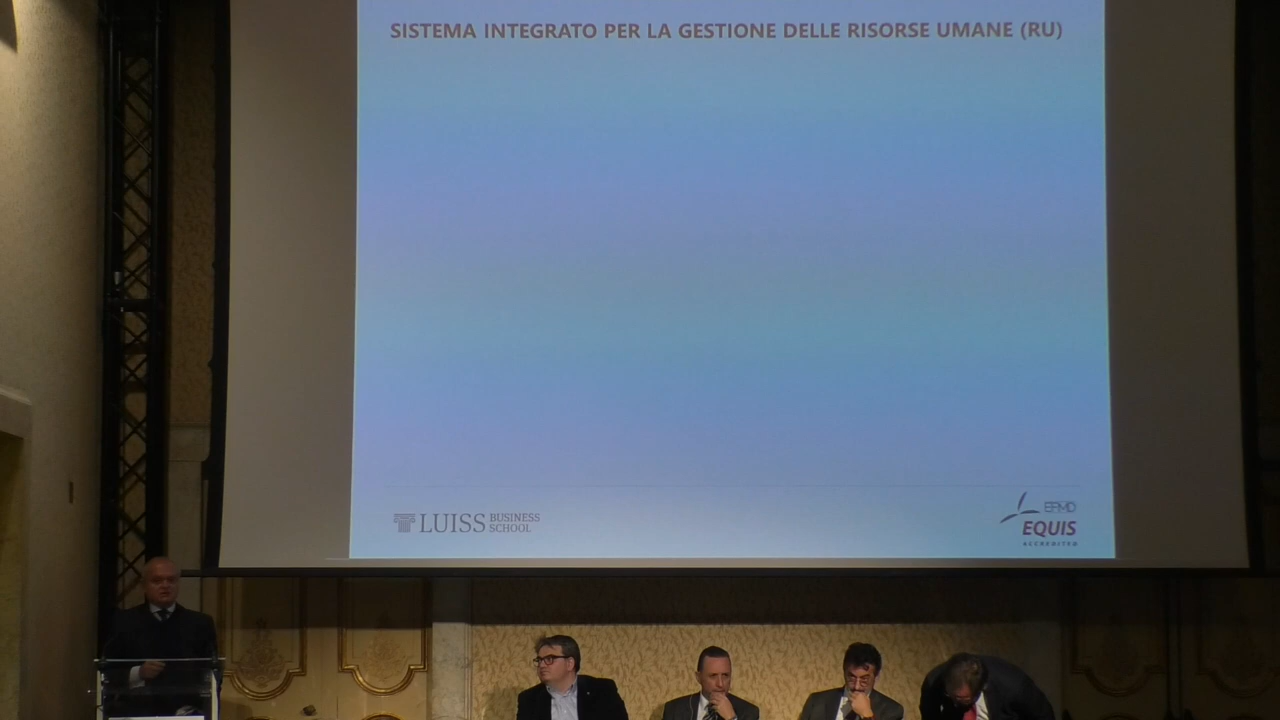 SISTEMA INTEGRATO PER LA GESTIONE DELLE RISORSE UMANE (RU)
LUISS BUSINESS SCHOOL
EFMD
EQUIS
ACCREDITED